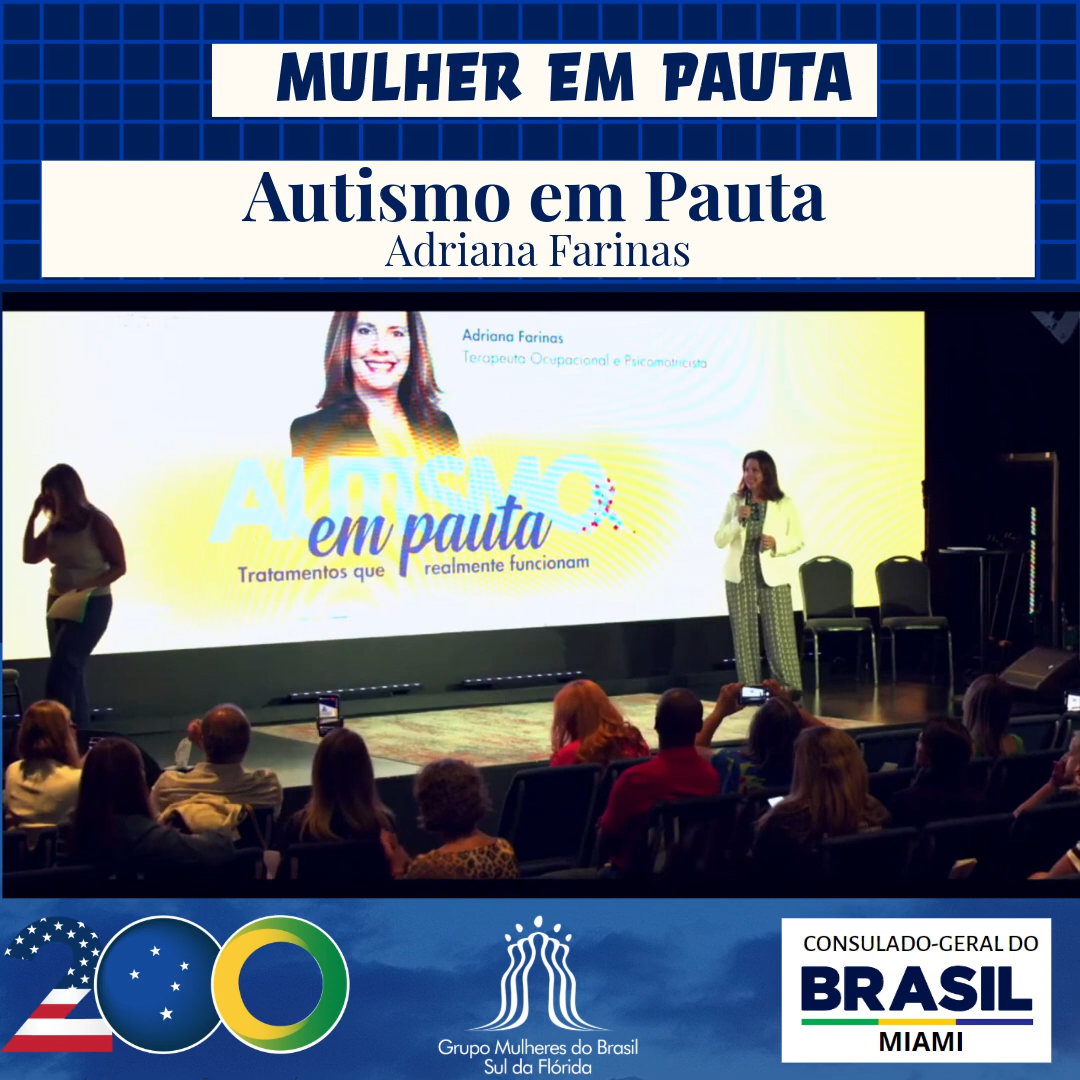 MULHER EM PAUTA
Autismo em Pauta
Adriana Farinas
Adriana Farinas
Terapeuta Ocupacional e Psicomotricista
AUTISMO
em pauta
Tratamentos que realmente funcionam
200
Grupo Mulheres do Brasil
Sul da Flórida
CONSULADO-GERAL DO
BRASIL
MIAMI